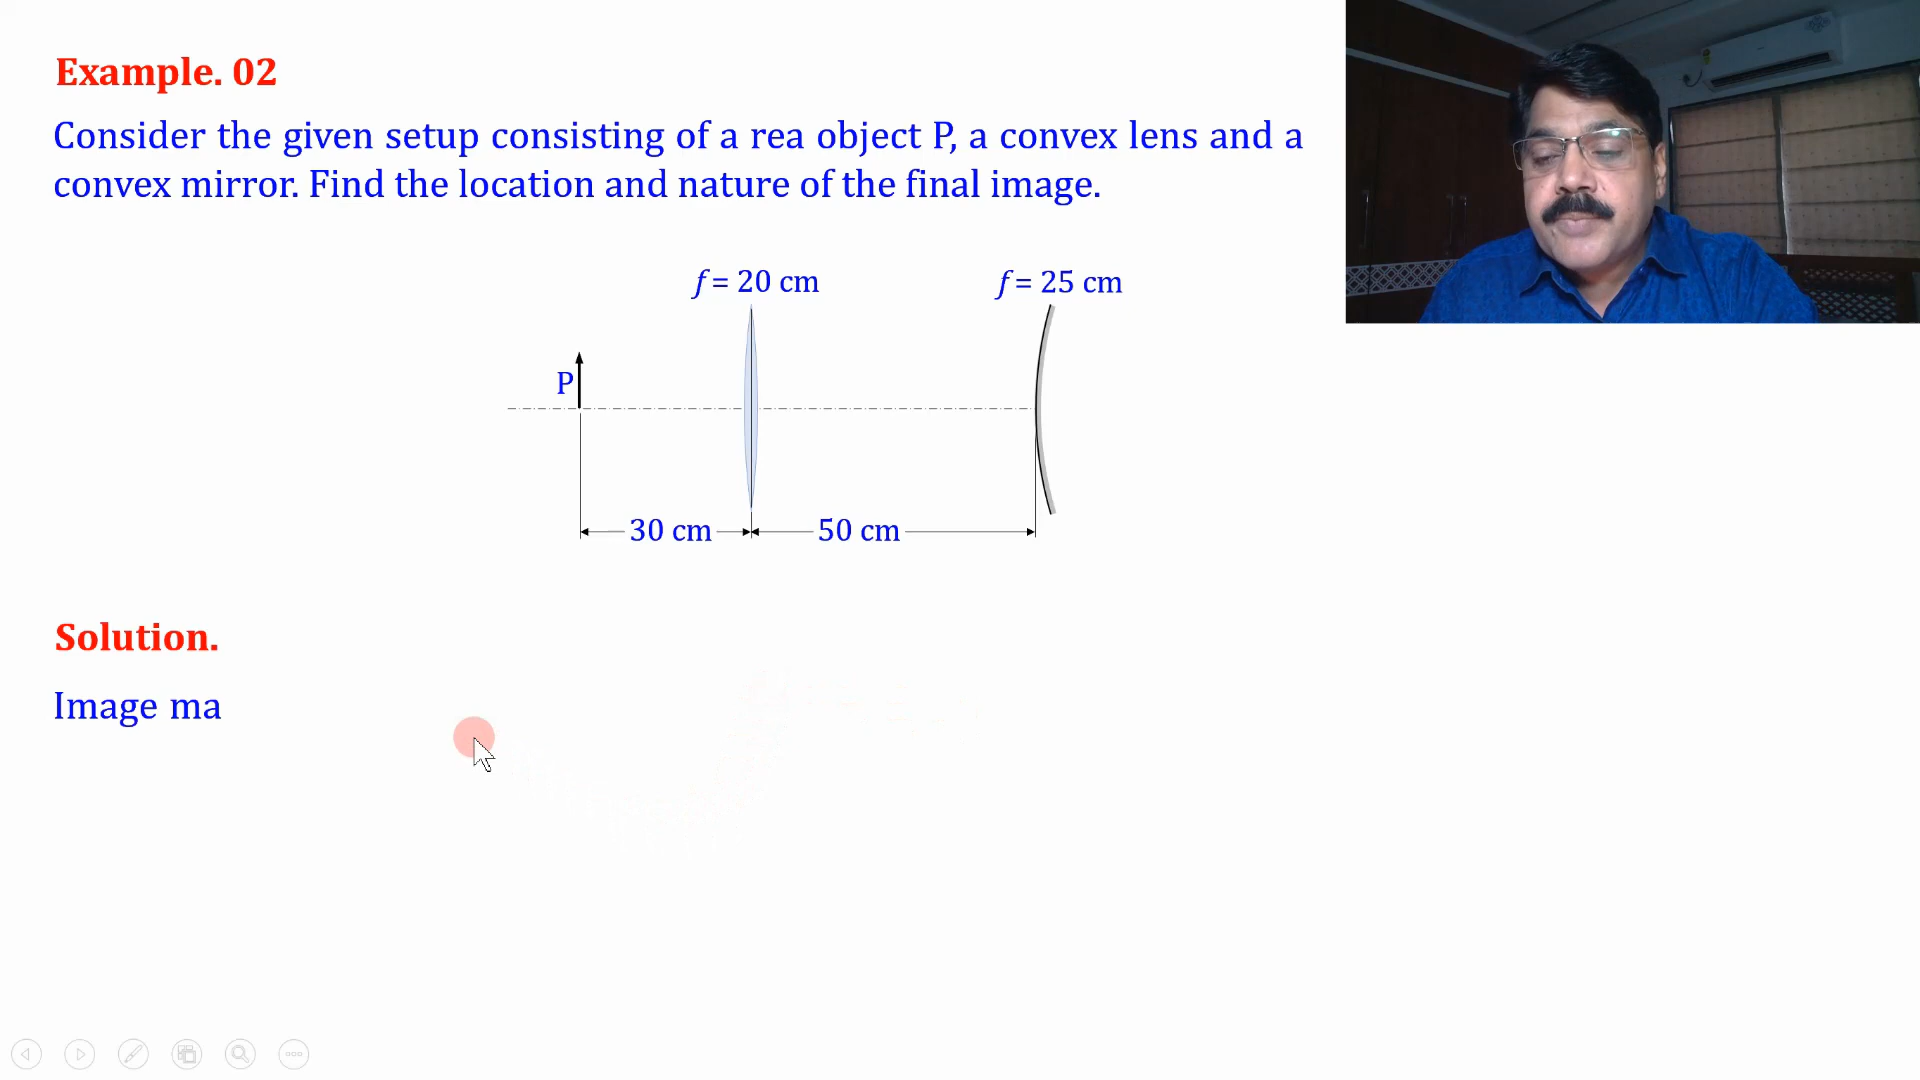 Example. 02
Consider the given setup consisting of a rea object P, a convex lens and a
convex mirror. Find the location and nature of the final image.
f = 20 cm
f = 25 cm
P
30 cm
50 cm
Solution.
Image ma